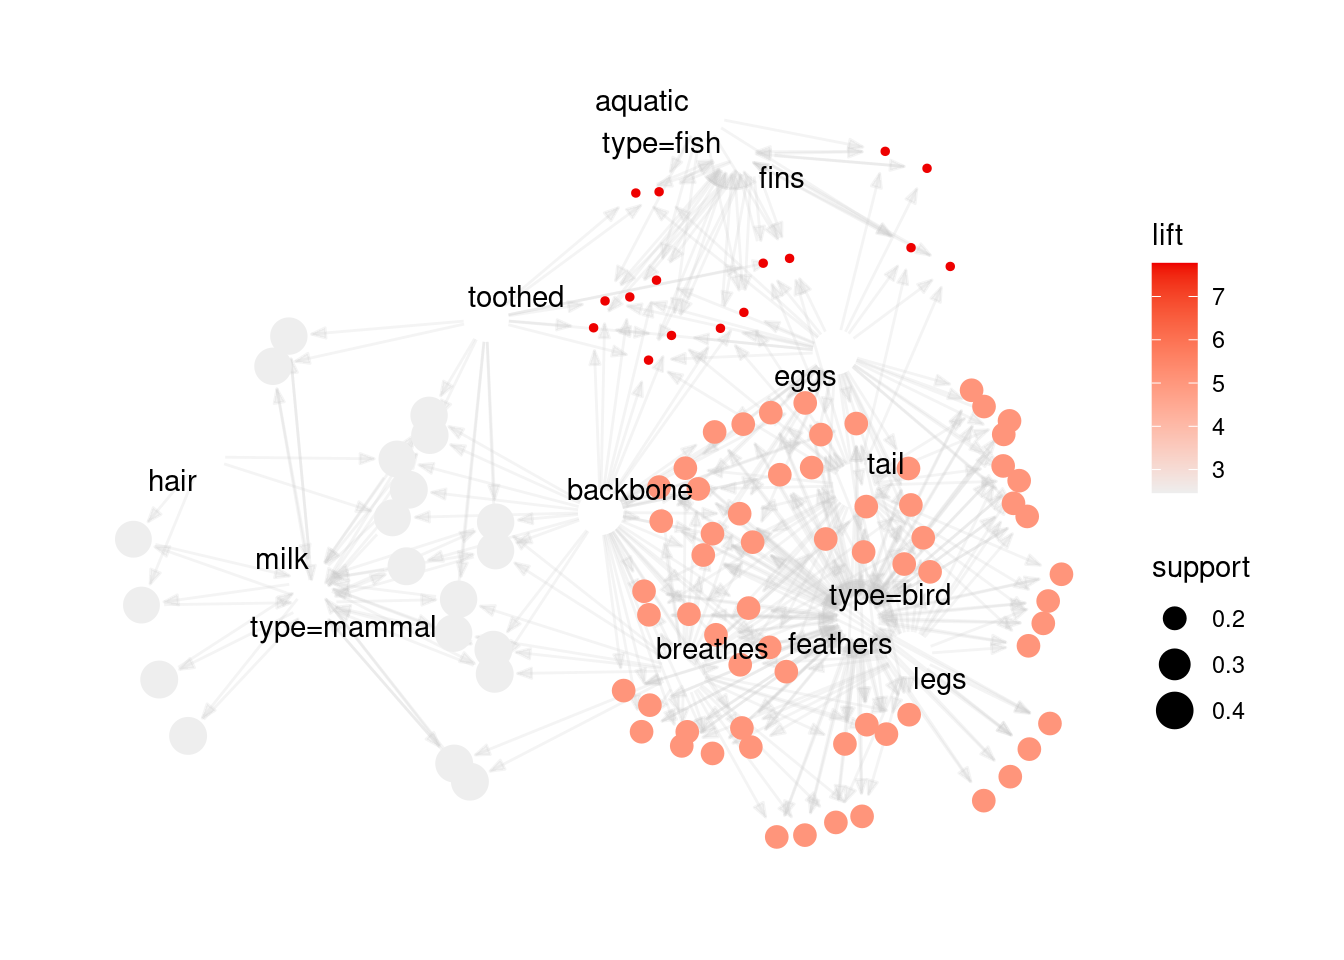 aquatic
type=fish
fins
toothed
eggs
tail
hair
backbone
milk
type=bird
type=mammal
breathes
feathers
legs
lift
7
6
5
4
3
support
0.2
0.3
0.4